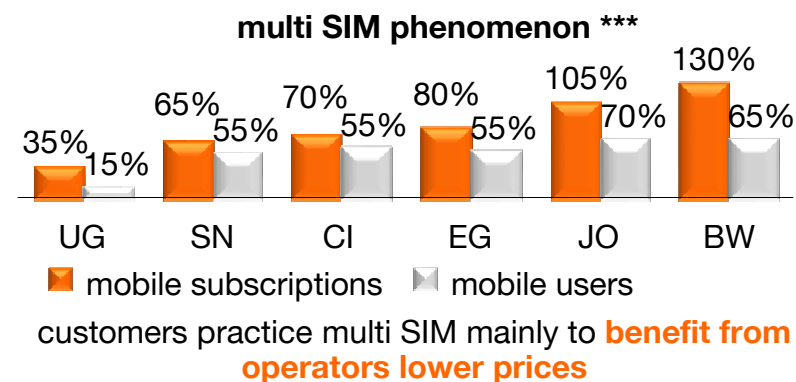 multi SIM phenomenon ***
35% 15% 65% 55% 70% 55% 80% 55% 105% 70% 130% 65%
UG SN CI EG JO BW
mobile subscriptions mobile users
customers practice multi SIM mainly to benefit from
operators lower prices